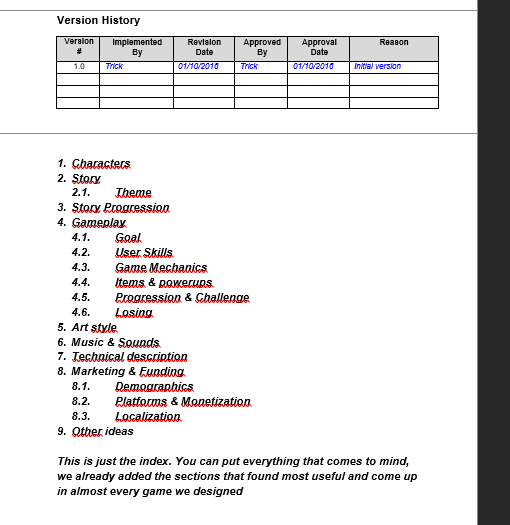 Version History
Version # Implemented By Revision Date Approved By Approval Date Reason
1.0 Trick 01/10/2016 Trick 01/10/2016 Initial version
1. Characters
2. Story
2.1. Theme
3. Story Progression
4. Gameplay
4.1. Goal
4.2. User Skills
4.3. Game Mechanics
4.4. Items & powerups
4.5. Progression & Challenge
4.6. Losing
5. Art style
6. Music & Sounds
7. Technical description
8. Marketing & Funding
8.1. Demographics
8.2. Platforms & Monetization
8.3. Localization
9. Other ideas
This is just the index. You can put everything that comes to mind,
we already added the sections that found most useful and come up
in almost every game we designed